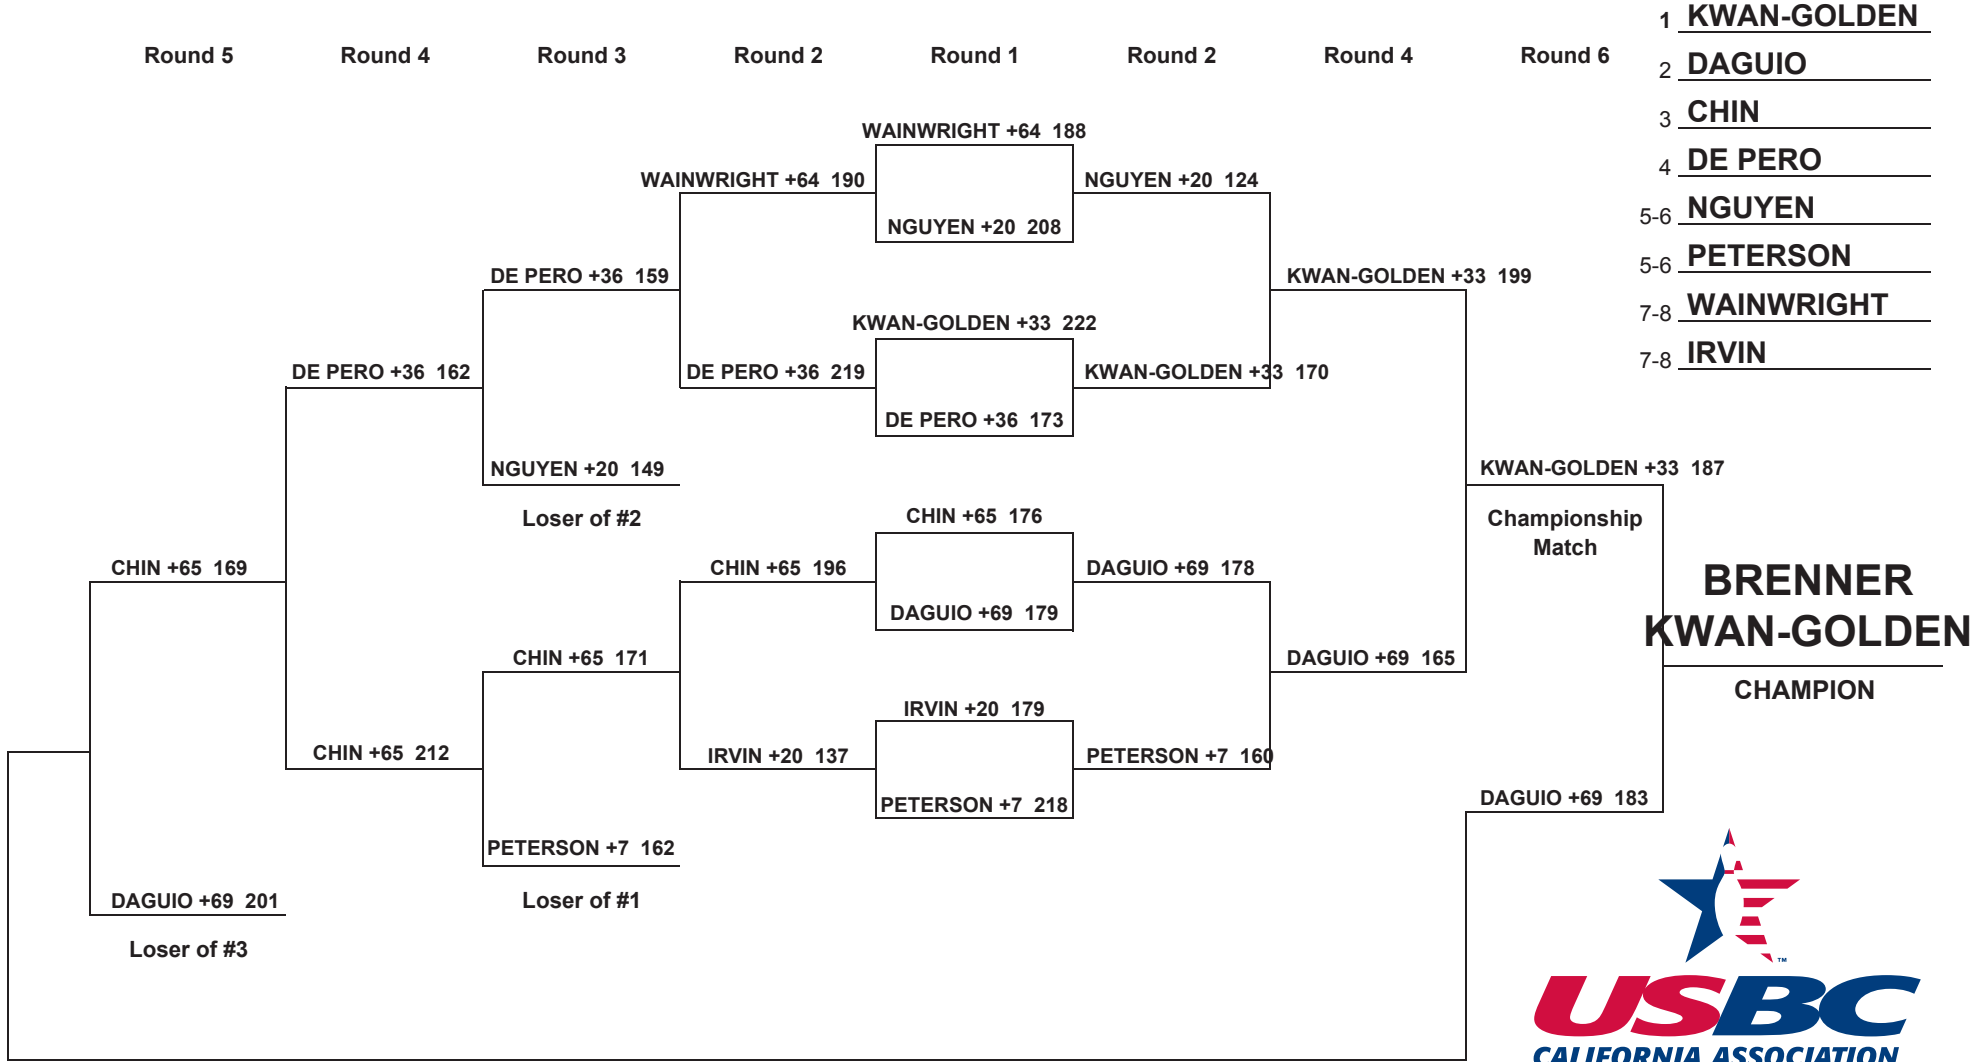 Round 5 Round 4 Round 3 Round 2 Round 1 Round 2 Round 4 Round 6
1 KWAN-GOLDEN
2 DAGUIO
3 CHIN
4 DE PERO
5-6 NGUYEN
5-6 PETERSON
7-8 WAINWRIGHT
7-8 IRVIN
WAINWRIGHT +64 188
WAINWRIGHT +64 190 NGUYEN +20 124
NGUYEN +20 208
DE PERO +36 159 KWAN-GOLDEN +33 199
KWAN-GOLDEN +33 222
DE PERO +36 162 DE PERO +36 219 KWAN-GOLDEN +33 170
DE PERO +36 173
NGUYEN +20 149 KWAN-GOLDEN +33 187
Loser of #2 CHIN +65 176 Championship
Match
CHIN +65 169 CHIN +65 196 DAGUIO +69 178
BRENNER
KWAN-GOLDEN
DAGUIO +69 179
CHIN +65 171 DAGUIO +69 165
CHAMPION
IRVIN +20 179
CHIN +65 212 IRVIN +20 137 PETERSON +7 160
PETERSON +7 218 DAGUIO +69 183
PETERSON +7 162
DAGUIO +69 201 Loser of #1
Loser of #3
TM
USBC
CALIFORNIA ASSOCIATION